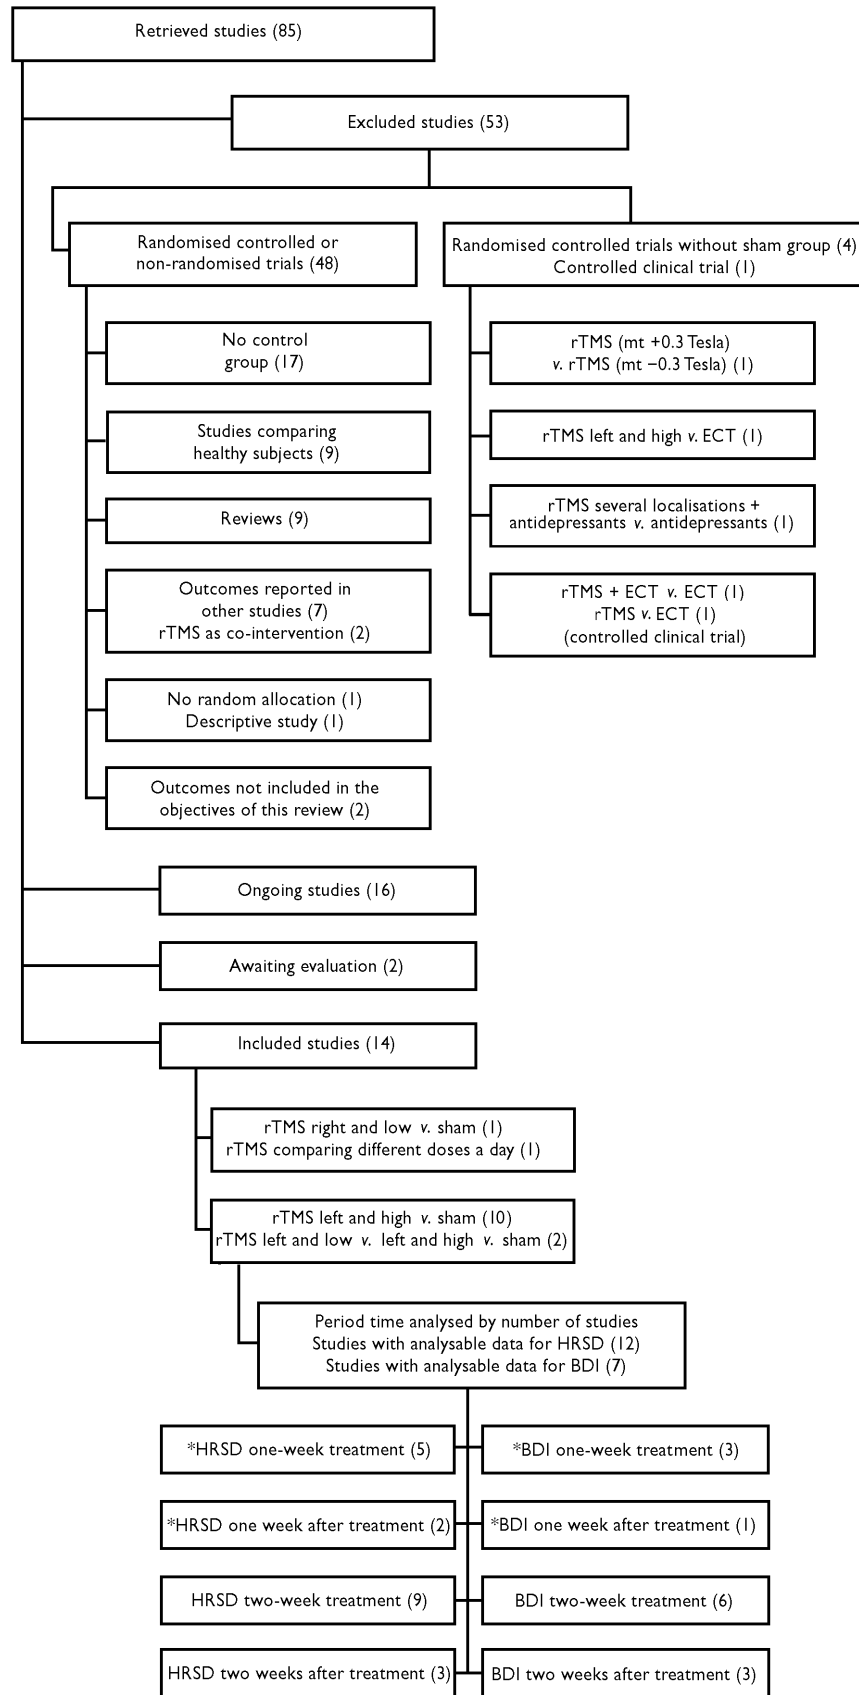 Retrieved studies (85)
Excluded studies (53)
Randomised controlled or
non-randomised trials (48)
Randomised controlled trials without sham group (4)
Controlled clinical trial (1)
No control
group (17)
Studies comparing
healthy subjects (9)
Reviews (9)
Outcomes reported in
other studies (7)
rTMS as co-intervention (2)
No random allocation (1)
Descriptive study (1)
Outcomes not included in the
objectives of this review (2)
rTMS (mt +0.3 Tesla)
v. rTMS (mt −0.3 Tesla) (1)
rTMS left and high v. ECT (1)
rTMS several localisations +
antidepressants v. antidepressants (1)
rTMS + ECT v. ECT (1)
rTMS v. ECT (1)
(controlled clinical trial)
Ongoing studies (16)
Awaiting evaluation (2)
Included studies (14)
rTMS right and low v. sham (1)
rTMS comparing different doses a day (1)
rTMS left and high v. sham (10)
rTMS left and low v. left and high v. sham (2)
Period time analysed by number of studies
Studies with analysable data for HRSD (12)
Studies with analysable data for BDI (7)
*HRSD one-week treatment (5)
*BDI one-week treatment (3)
*HRSD one week after treatment (2)
*BDI one week after treatment (1)
HRSD two-week treatment (9)
BDI two-week treatment (6)
HRSD two weeks after treatment (3)
BDI two weeks after treatment (3)